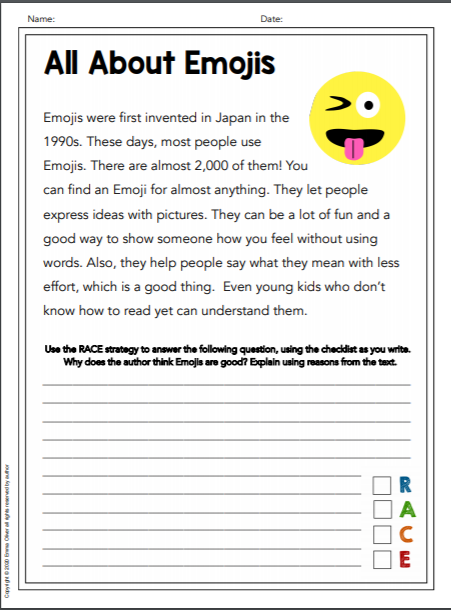 Name:
Date:
All About Emojis
Emojis were first invented in Japan in the
1990s. These days, most people use
Emojis. There are almost 2,000 of them! You
can find an Emoji for almost anything. They let people
express ideas with pictures. They can be a lot of fun and a
good way to show someone how you feel without using
words. Also, they help people say what they mean with less
effort, which is a good thing.  Even young kids who don't
know how to read yet can understand them.
Use the RACE strategy to answer the following question, using the checklist as you write.
Why does the author think Emojis are good? Explain using reasons from the text.
R
A
C
E
Copyright © 2020 Emma Oliver all rights reserved by author